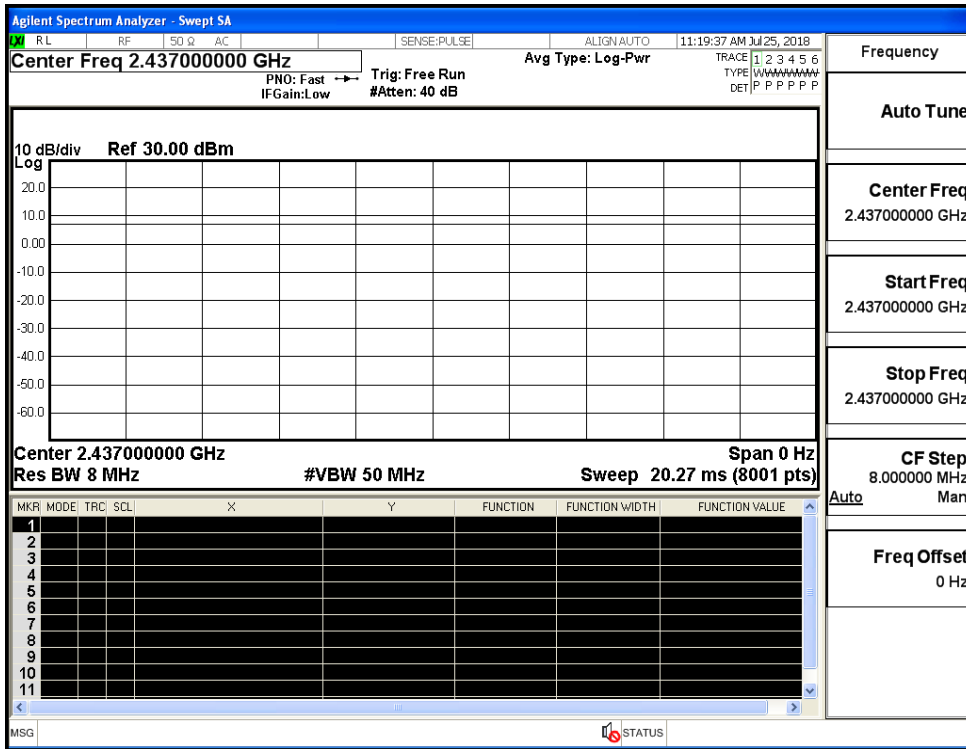 Agilent Spectrum Analyzer - Swept SA
LXI RL RF 50 Ω AC SENSE:PULSE ALIGN AUTO 11:19:37 AM Jul 25, 2018
Center Freq 2.437000000 GHz
PNO: Fast
IFGain:Low
Trig: Free Run
#Atten: 40 dB
Avg Type: Log-Pwr
TRACE 1 2 3 4 5 6
TYPE WWWWWW
DET P P P P P P
10 dB/div Ref 30.00 dBm
Log
20.0
10.0
0.00
-10.0
-20.0
-30.0
-40.0
-50.0
-60.0
Center 2.437000000 GHz Span 0 Hz
Res BW 8 MHz #VBW 50 MHz Sweep 20.27 ms (8001 pts)
MKR MODE TRC SCL X Y FUNCTION FUNCTION WIDTH FUNCTION VALUE
1
2
3
4
5
6
7
8
9
10
11
MSG STATUS
Frequency
Auto Tune
Center Freq
2.437000000 GHz
Start Freq
2.437000000 GHz
Stop Freq
2.437000000 GHz
CF Step
8.000000 MHz
Auto Man
Freq Offset
0 Hz